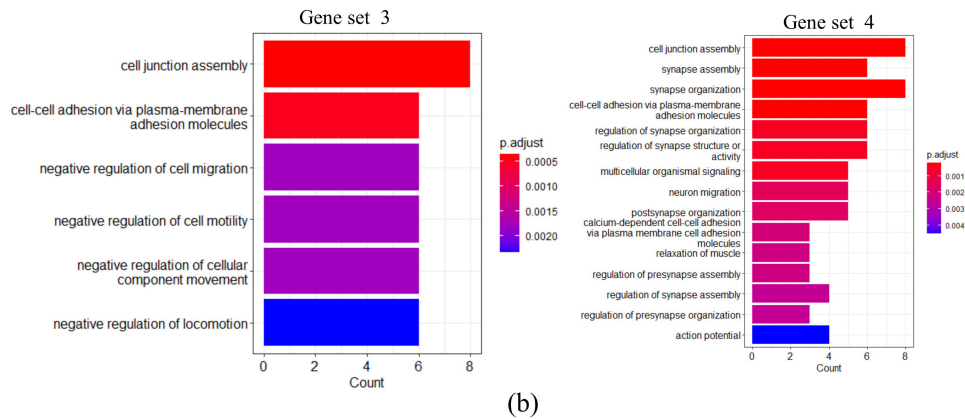 Gene set 3
cell junction assembly
cell-cell adhesion via plasma-membrane
adhesion molecules
negative regulation of cell migration
negative regulation of cell motility
negative regulation of cellular
component movement
negative regulation of locomotion
0 2 4 6 8
Count
p.adjust
0.0005
0.0010
0.0015
0.0020
Gene set 4
cell junction assembly
synapse assembly
synapse organization
cell-cell adhesion via plasma-membrane
adhesion molecules
regulation of synapse organization
regulation of synapse structure or
activity
multicellular organismal signaling
neuron migration
postsynapse organization
calcium-dependent cell-cell adhesion
via plasma membrane cell adhesion
molecules
relaxation of muscle
regulation of presynapse assembly
regulation of synapse assembly
regulation of presynapse organization
action potential
0 2 4 6 8
Count
p.adjust
0.001
0.002
0.003
0.004
(b)